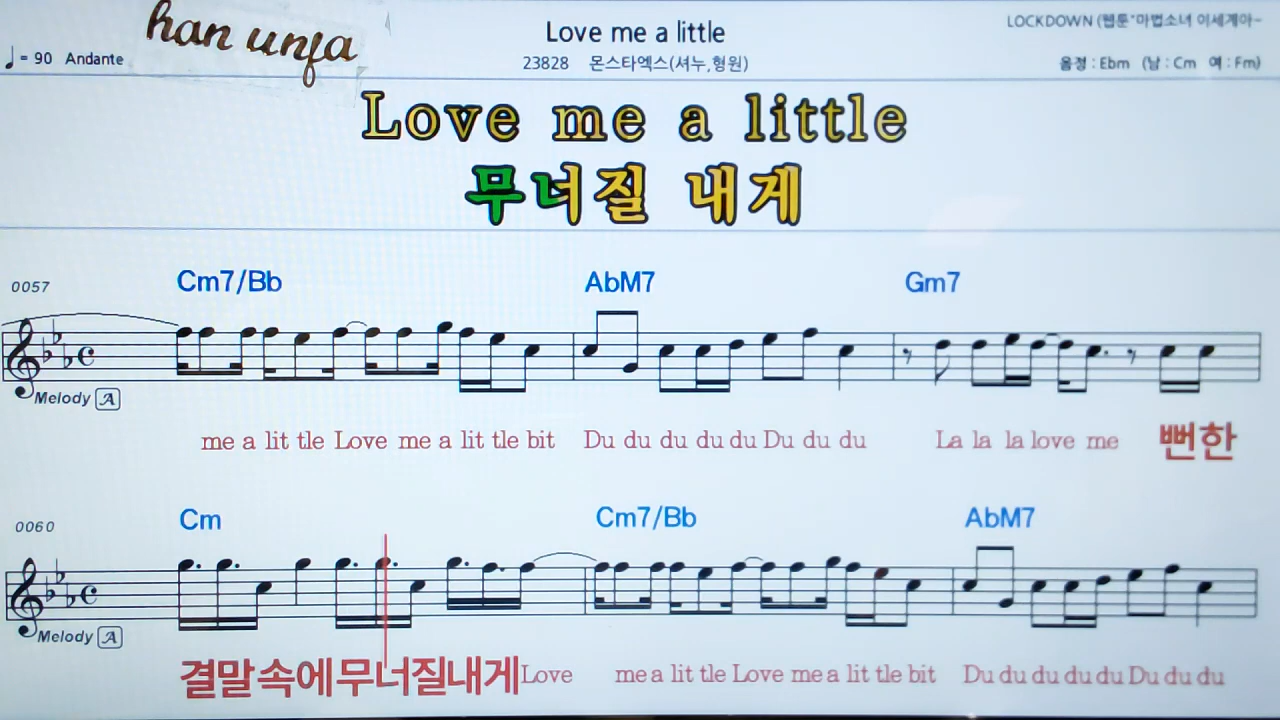 han unja
Love me a little
LOCKDOWN (웹툰"마법소녀 이세계아~
♩= 90 Andante
23828 몬스타엑스(셔누,형원)
음정 : Ebm (남 : Cm 여 : Fm)
Love me a little
무너질 내게
0057 Cm7/Bb AbM7 Gm7
Melody A
me a lit tle Love me a lit tle bit Du du du du du Du du du La la la love me 뻔한
0060 Cm Cm7/Bb AbM7
Melody A
결말속에무너질내게Love me a lit tle Love me a lit tle bit Du du du du du Du du du